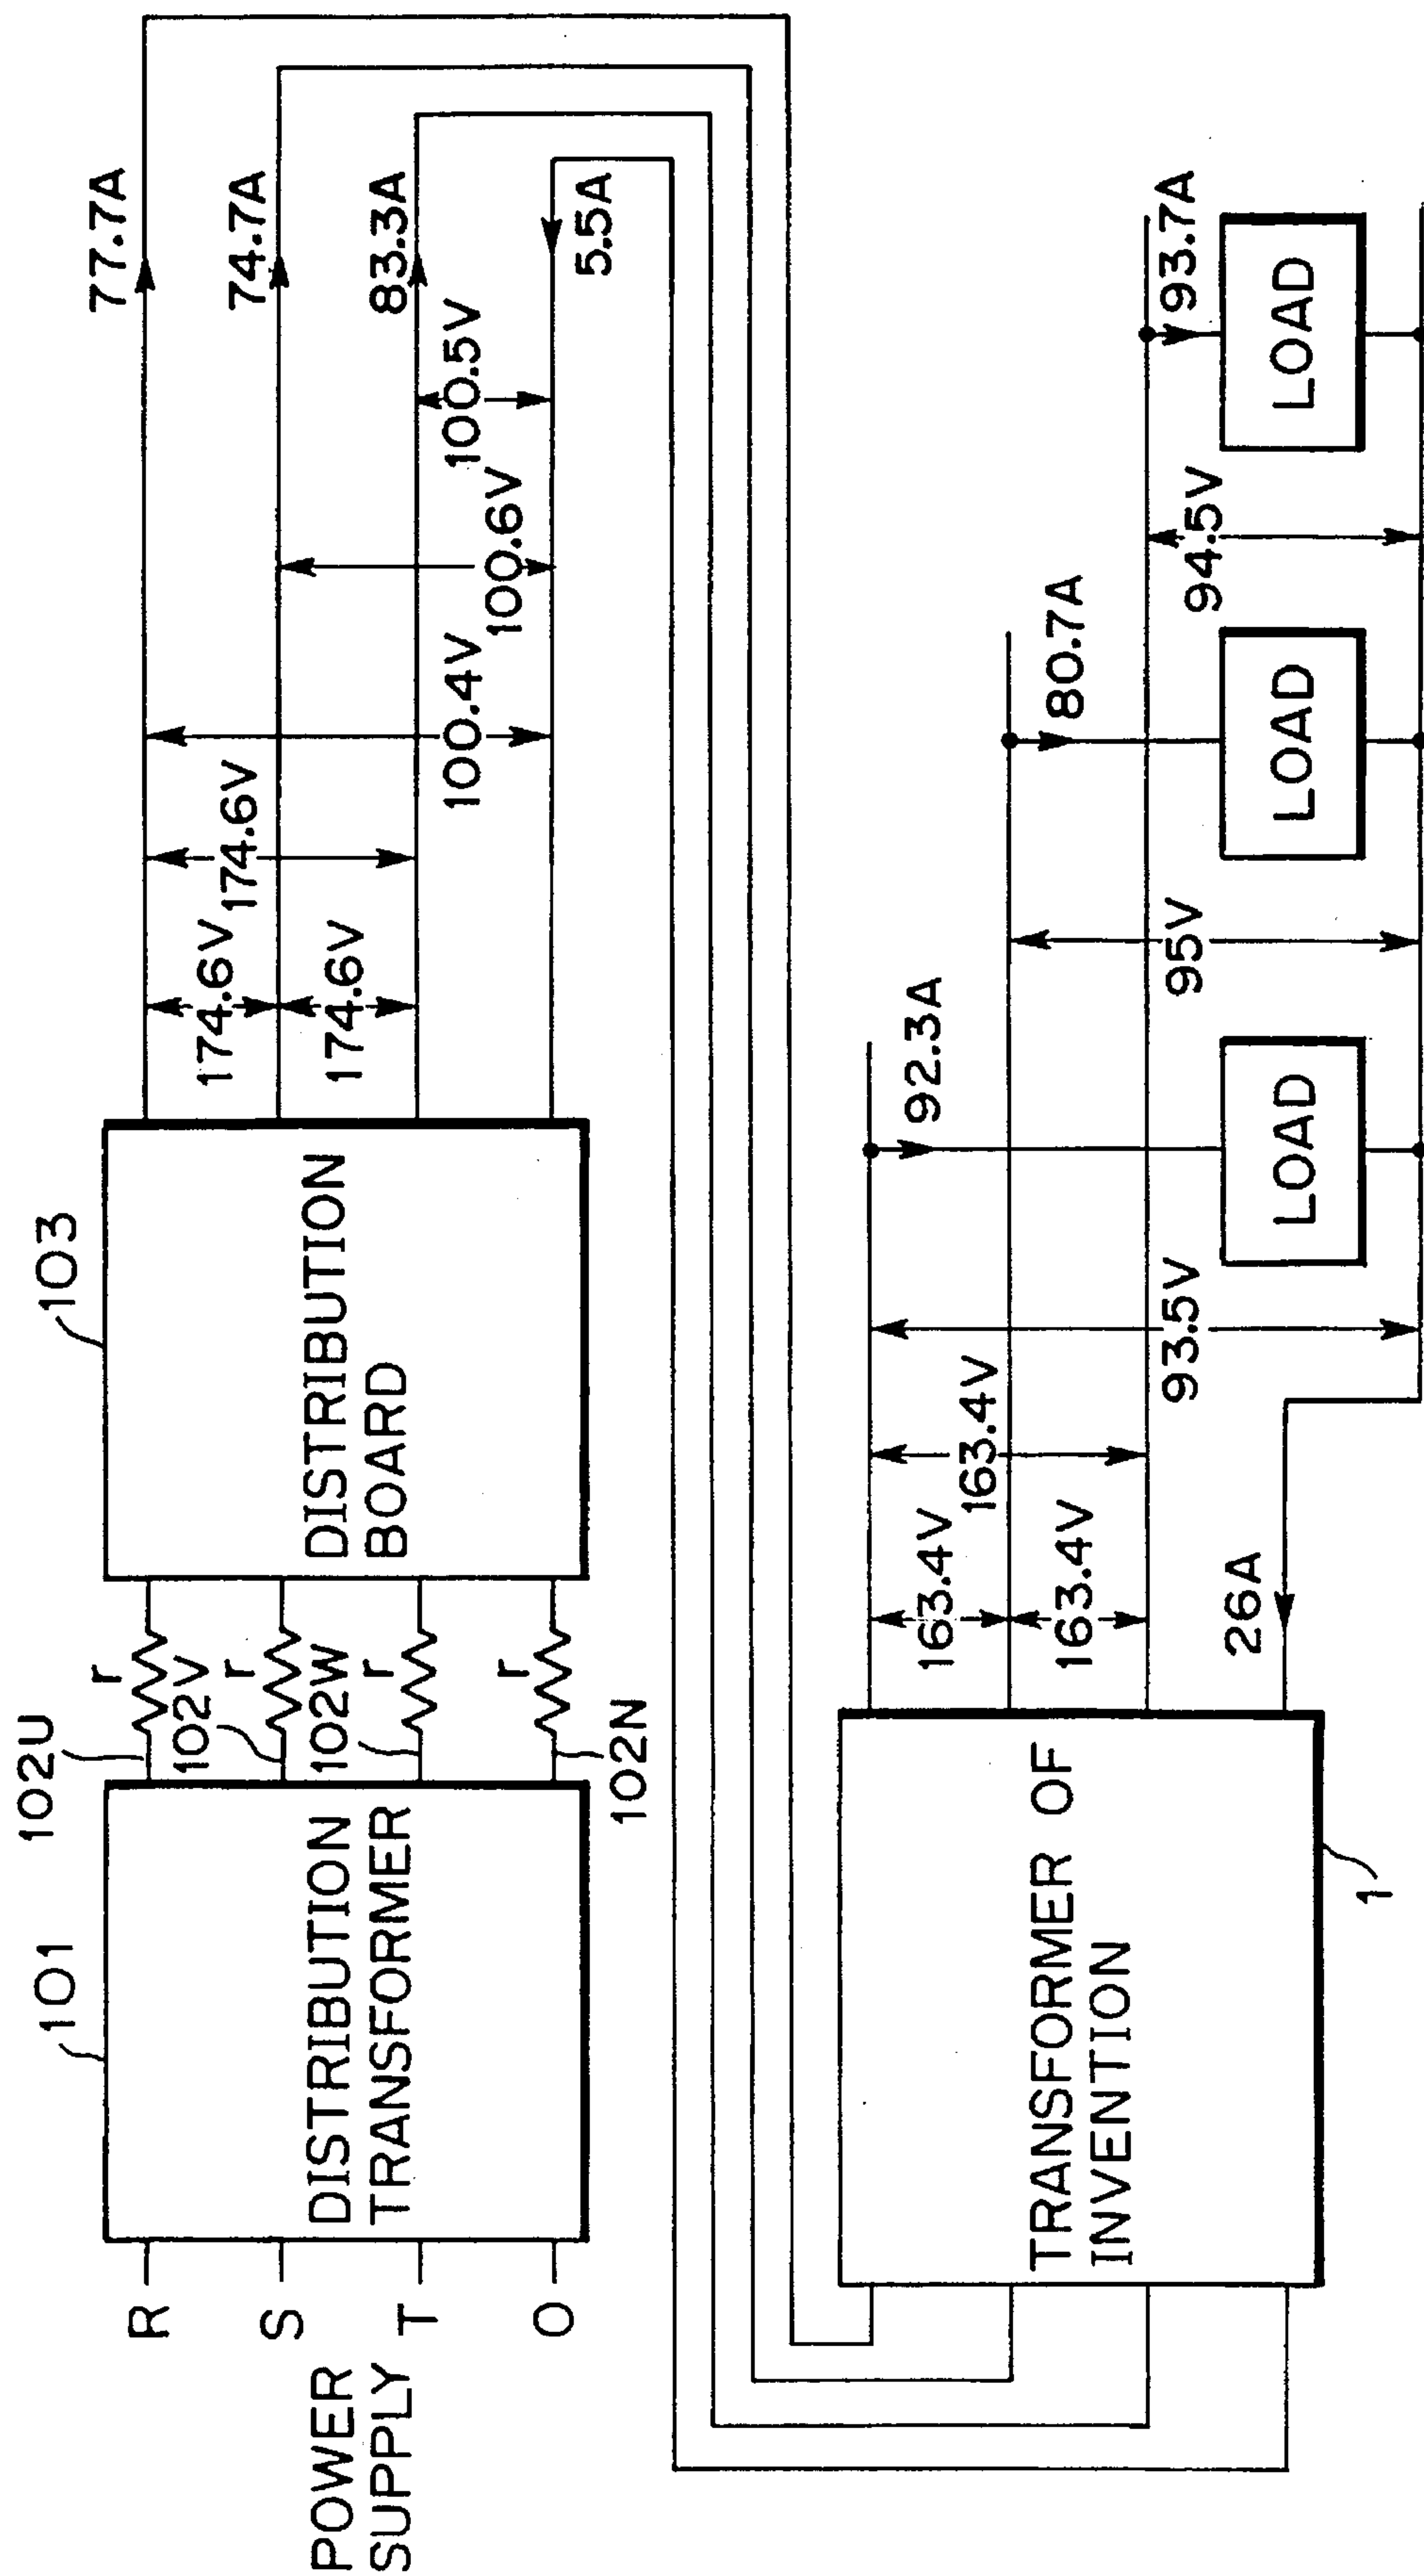 101
102U
103
R
S
T
O
POWER
SUPPLY
DISTRIBUTION
TRANSFORMER
r
102V
r
102W
r
r
102N
DISTRIBUTION
BOARD
174.6V
174.6V
174.6V
100.4V
100.6V
100.5V
77.7A
74.7A
83.3A
5.5A
TRANSFORMER OF
INVENTION
1
163.4V
163.4V
163.4V
26A
93.5V
92.3A
95V
80.7A
94.5V
93.7A
LOAD
LOAD
LOAD